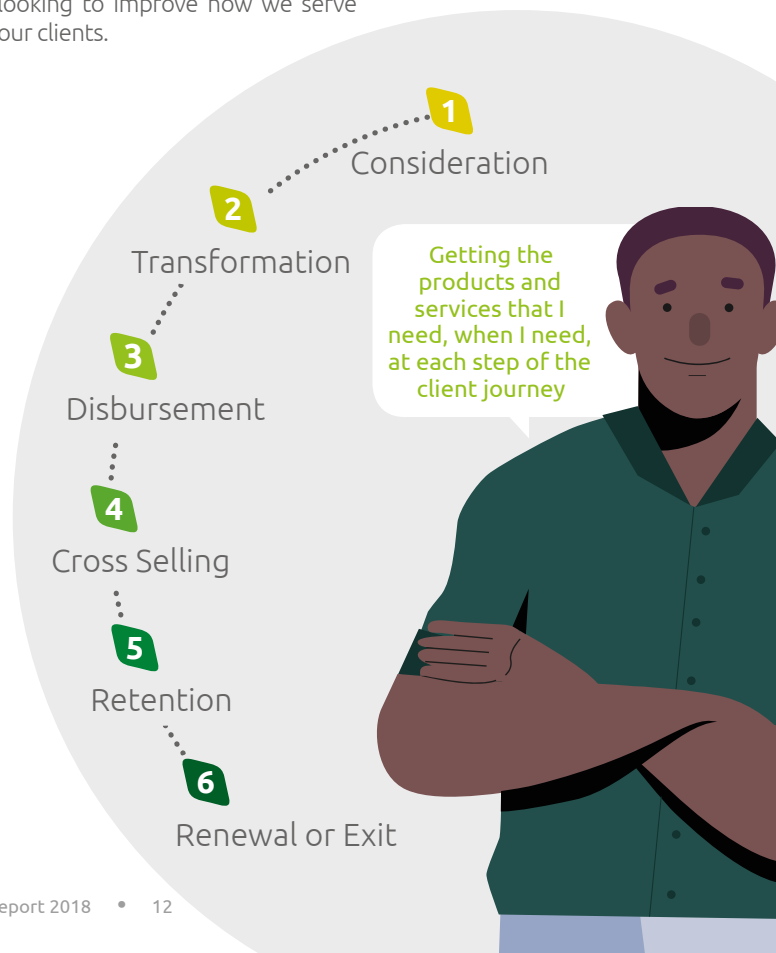 looking to improve how we serve
our clients.
1
Consideration
2
Transformation
Getting the
products and
services that I
need, when I need,
at each step of the
client journey
3
Disbursement
4
Cross Selling
5
Retention
6
Renewal or Exit
eport 2018 • 12